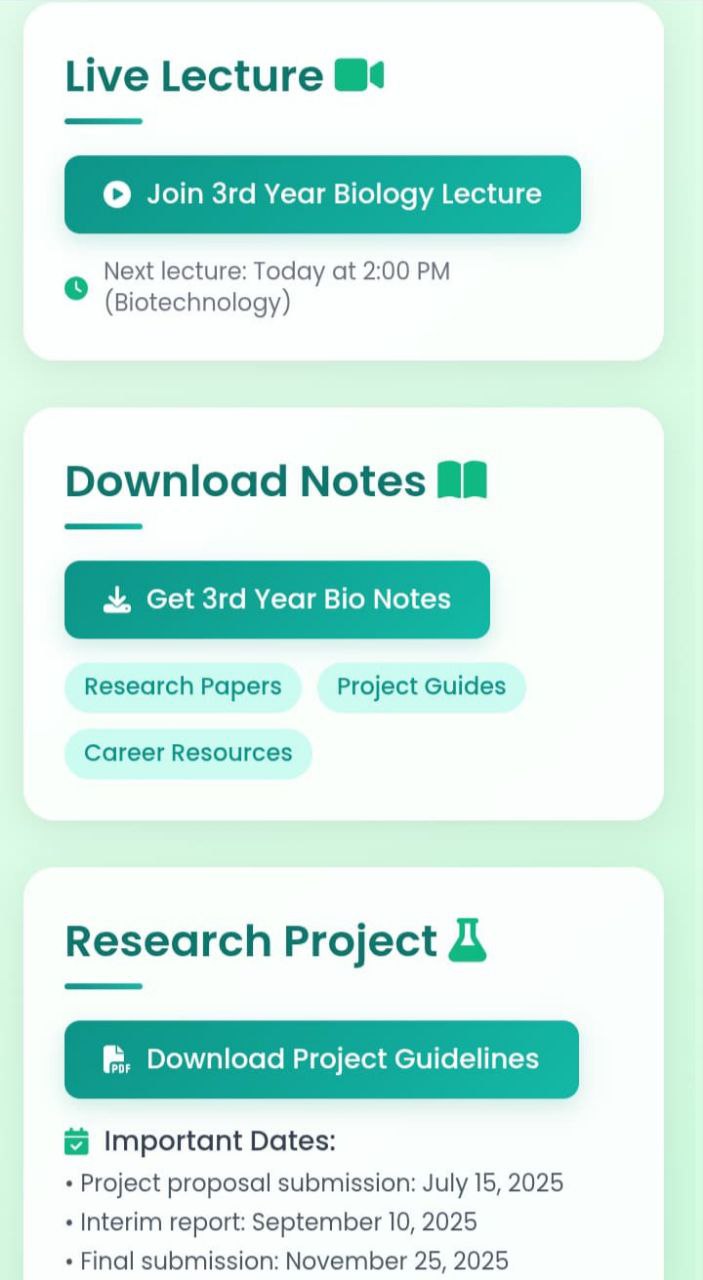 Live Lecture
Join 3rd Year Biology Lecture
Next lecture: Today at 2:00 PM
(Biotechnology)
Download Notes
Get 3rd Year Bio Notes
Research Papers
Project Guides
Career Resources
Research Project
PDF
Download Project Guidelines
Important Dates:
• Project proposal submission: July 15, 2025
• Interim report: September 10, 2025
• Final submission: November 25, 2025